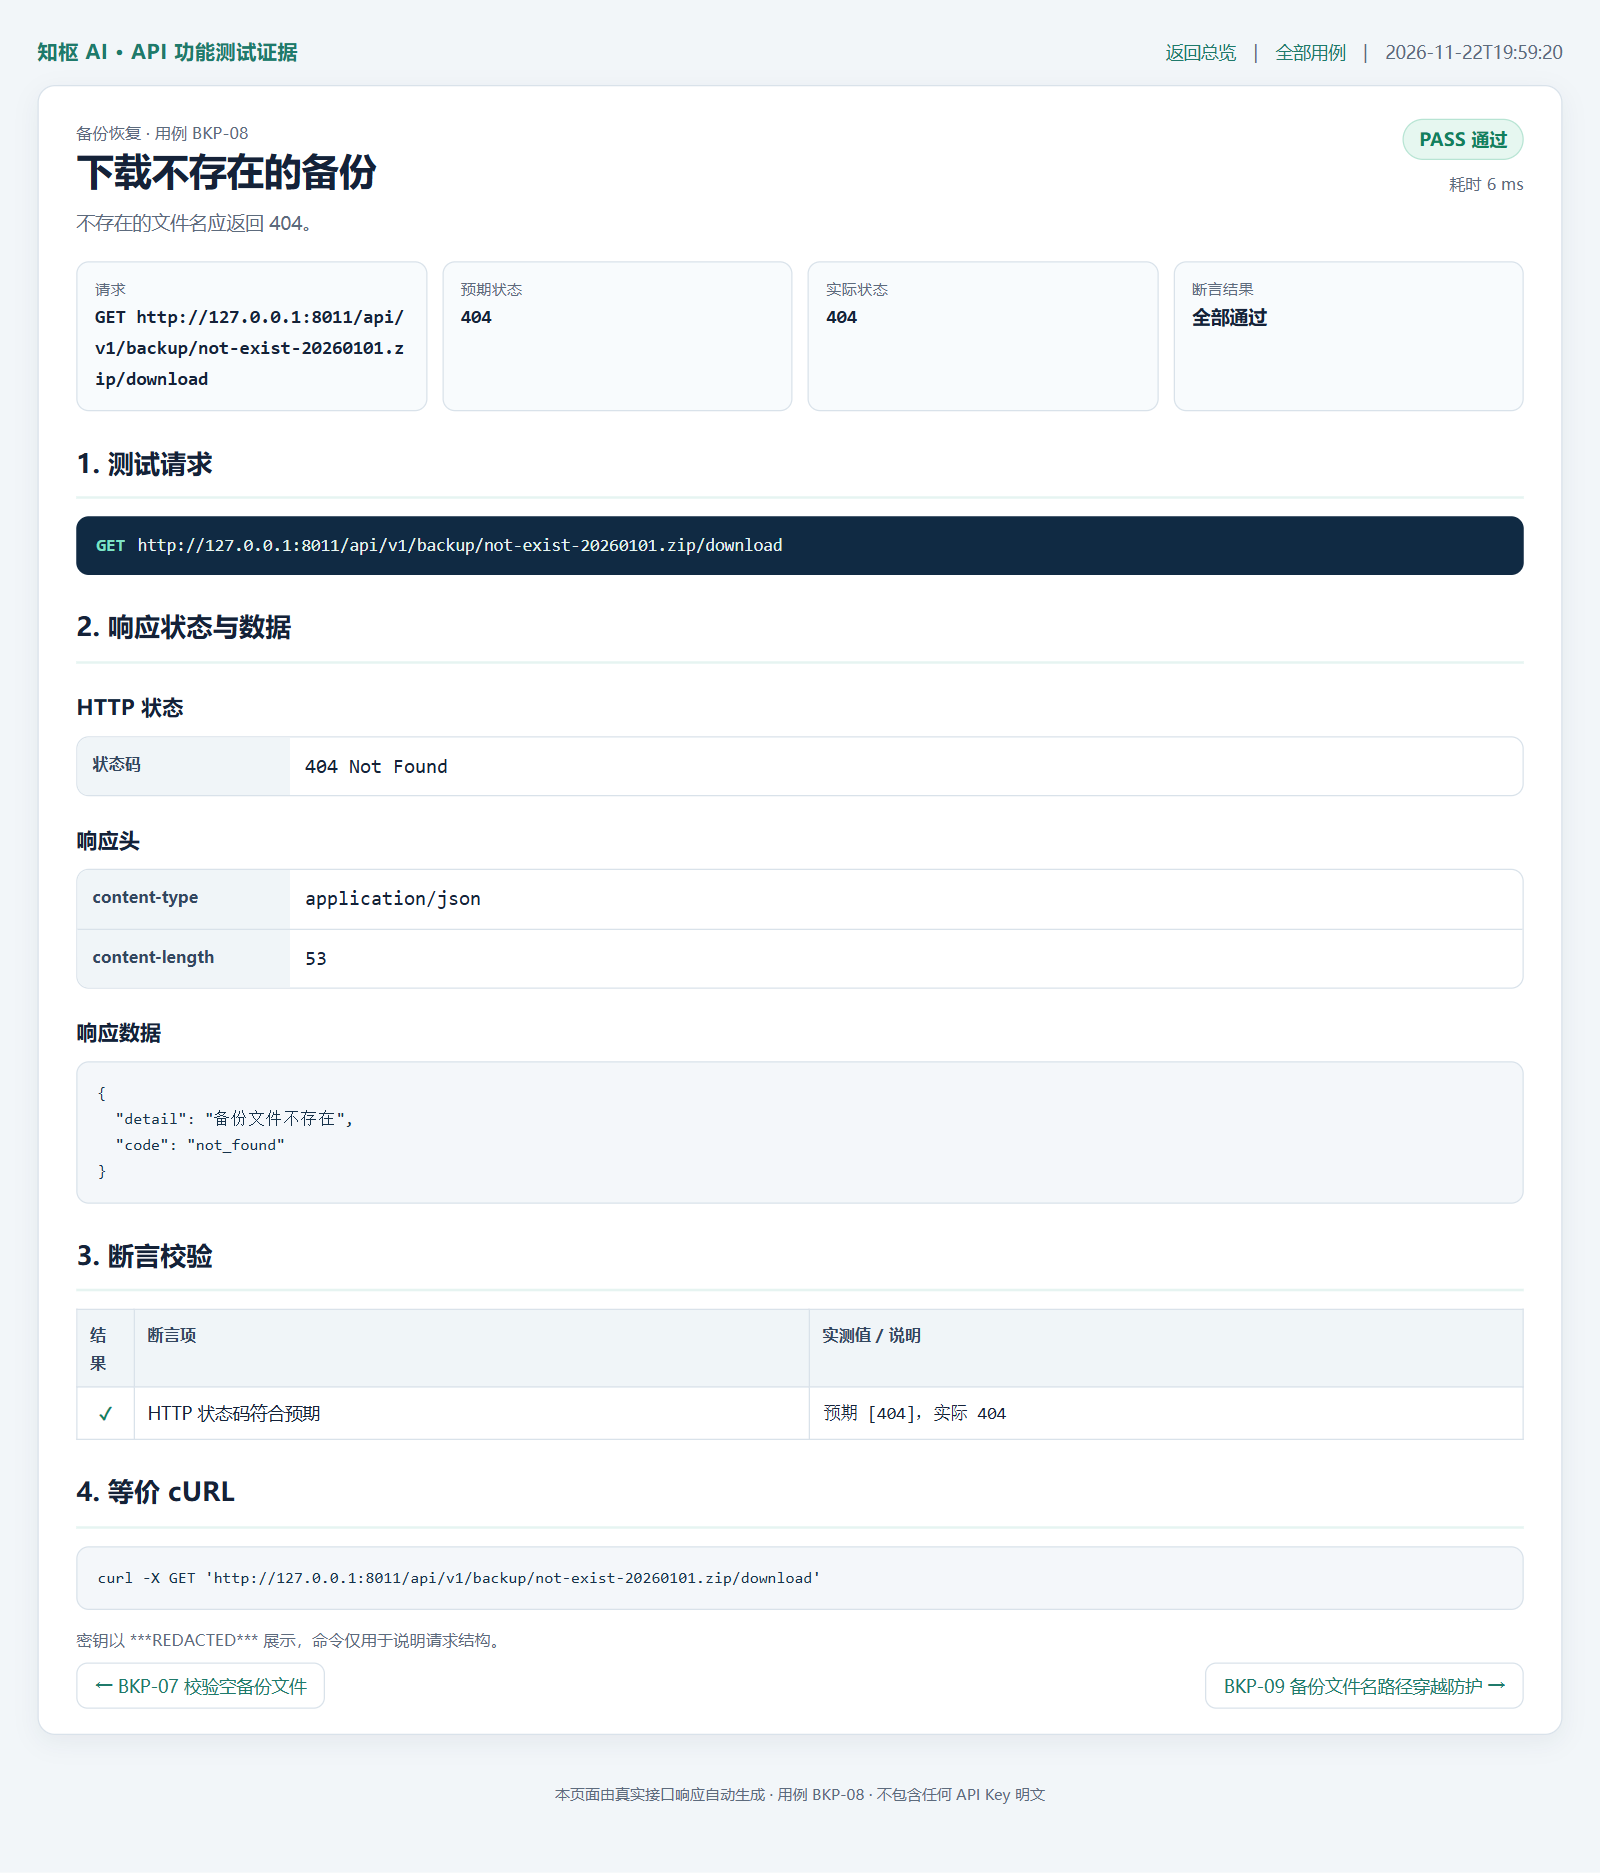 知枢 AI • API 功能测试证据
返回总览 | 全部用例 | 2026-11-22T19:59:20
备份恢复 · 用例 BKP-08
下载不存在的备份
不存在的文件名应返回 404。
PASS 通过
耗时 6 ms
请求
GET http://127.0.0.1:8011/api/
v1/backup/not-exist-20260101.z
ip/download
预期状态
404
实际状态
404
断言结果
全部通过
1. 测试请求
GET http://127.0.0.1:8011/api/v1/backup/not-exist-20260101.zip/download
2. 响应状态与数据
HTTP 状态
状态码 404 Not Found
响应头
content-type application/json
content-length 53
响应数据
{
  "detail": "备份文件不存在",
  "code": "not_found"
}
3. 断言校验
结果 断言项 实测值 / 说明
✓ HTTP 状态码符合预期 预期 [404]，实际 404
4. 等价 cURL
curl -X GET 'http://127.0.0.1:8011/api/v1/backup/not-exist-20260101.zip/download'
密钥以 ***REDACTED*** 展示，命令仅用于说明请求结构。
← BKP-07 校验空备份文件
BKP-09 备份文件名路径穿越防护 →
本页面由真实接口响应自动生成 · 用例 BKP-08 · 不包含任何 API Key 明文